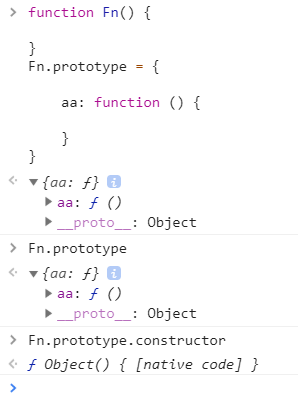 > function Fn() {
}
Fn.prototype = {
aa: function () {
}
}
<· ▼{aa: ƒ} i
▶aa: ƒ ()
▶__proto__: Object
> Fn.prototype
<· ▼{aa: ƒ} i
▶aa: ƒ ()
▶__proto__: Object
> Fn.prototype.constructor
<· ƒ Object() { [native code] }
>